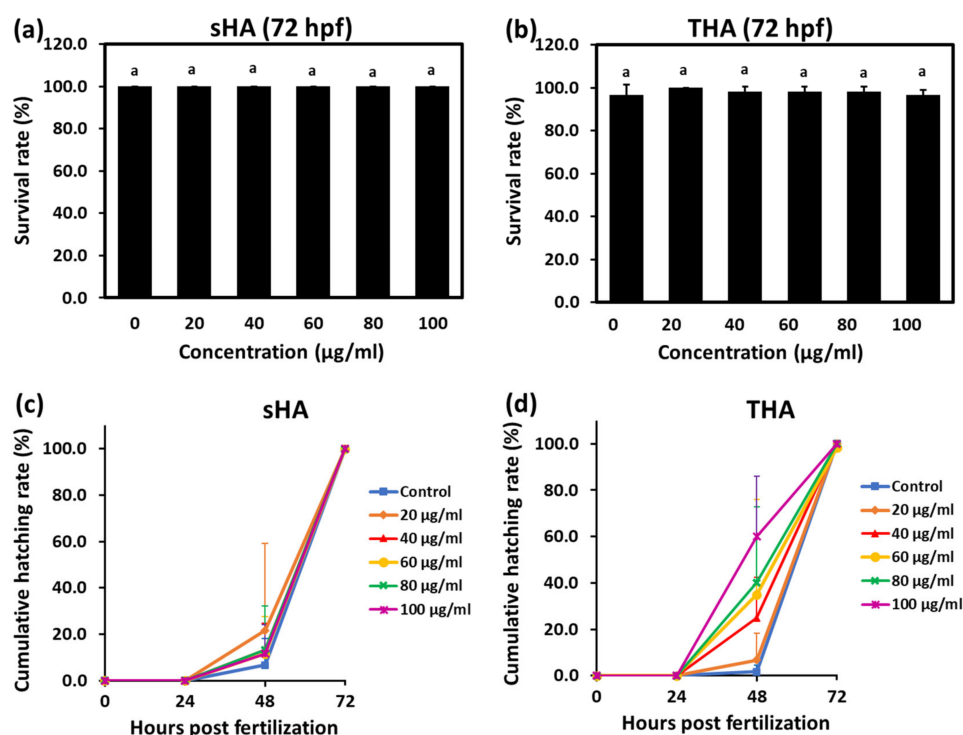 (a)
sHA (72 hpf)
Survival rate (%)
120.0
100.0
80.0
60.0
40.0
20.0
0.0
a a a a a a
0 20 40 60 80 100
Concentration (µg/ml)
(b)
THA (72 hpf)
Survival rate (%)
120.0
100.0
80.0
60.0
40.0
20.0
0.0
a a a a a a
0 20 40 60 80 100
Concentration (µg/ml)
(c)
sHA
Cumulative hatching rate (%)
100.0
80.0
60.0
40.0
20.0
0.0
0 24 48 72
Hours post fertilization
Control
20 µg/ml
40 µg/ml
60 µg/ml
80 µg/ml
100 µg/ml
(d)
THA
Cumulative hatching rate (%)
100.0
80.0
60.0
40.0
20.0
0.0
0 24 48 72
Hours post fertilization
Control
20 µg/ml
40 µg/ml
60 µg/ml
80 µg/ml
100 µg/ml